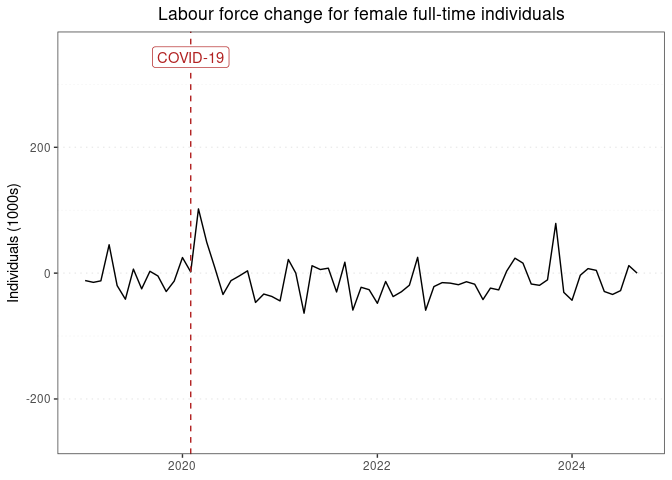 Labour force change for female full-time individuals
COVID-19
Individuals (1000s)
200
0
-200
2020
2022
2024